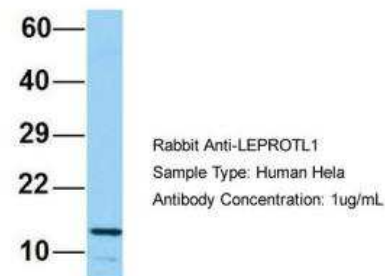 60
40
29
22
10
Rabbit Anti-LEPROTL1
Sample Type: Human Hela
Antibody Concentration: 1ug/mL